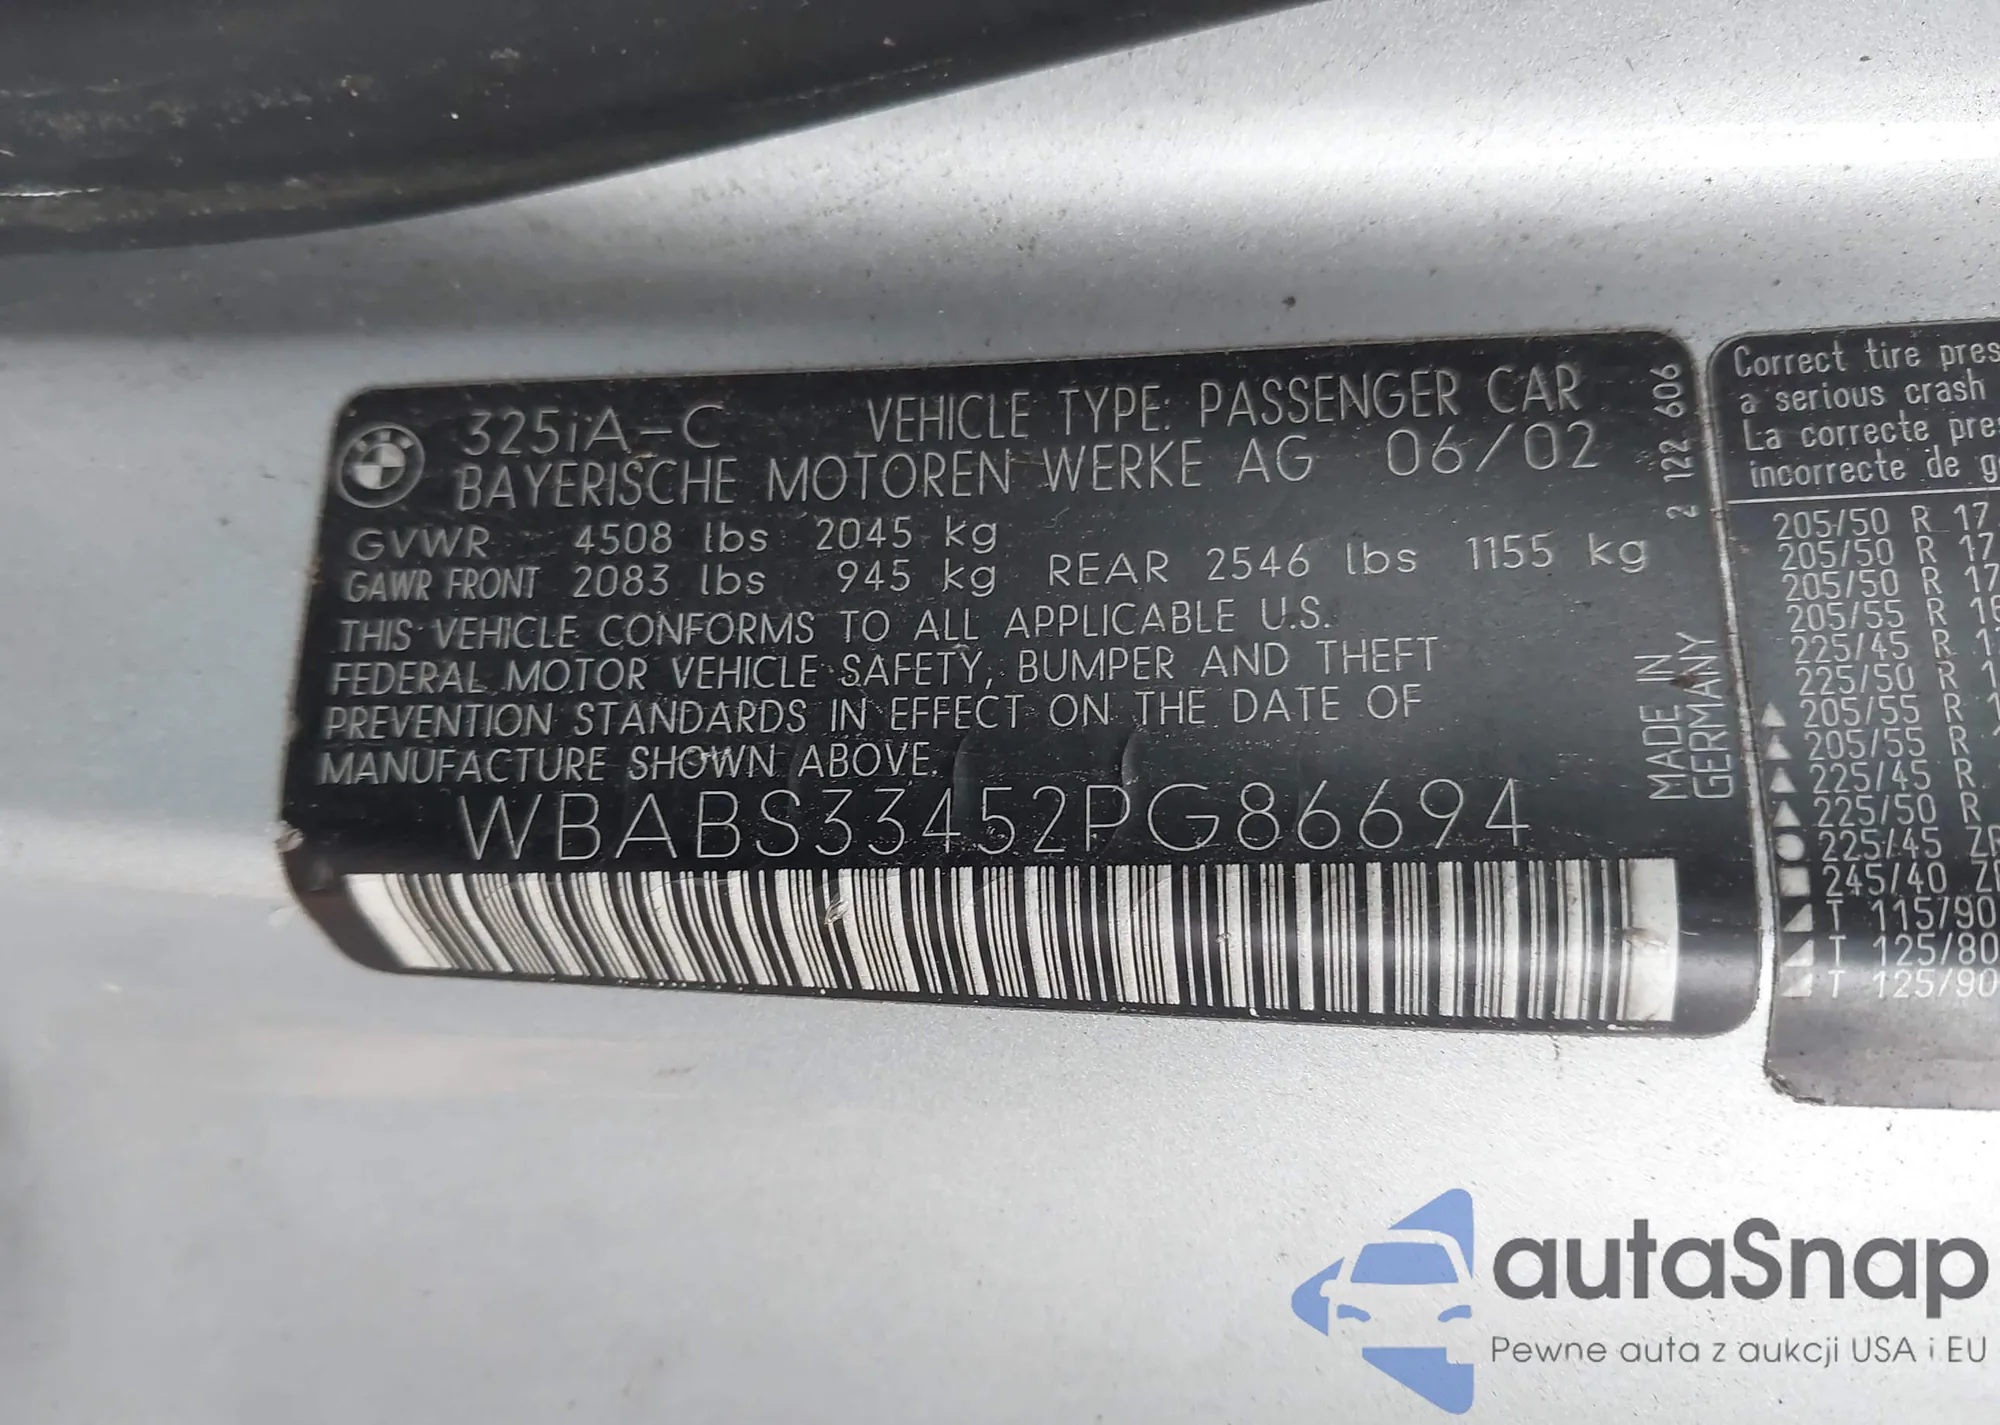 325iA-C VEHICLE TYPE: PASSENGER CAR
BAYERISCHE MOTOREN WERKE AG 06/02
GVWR 4508 lbs 2045 kg
GAWR FRONT 2083 lbs 945 kg REAR 2546 lbs 1155 kg
THIS VEHICLE CONFORMS TO ALL APPLICABLE U.S.
FEDERAL MOTOR VEHICLE SAFETY, BUMPER AND THEFT
PREVENTION STANDARDS IN EFFECT ON THE DATE OF
MANUFACTURE SHOWN ABOVE.
WBABS33452PG86694
2 122 606
MADE IN
GERMANY
Correct tire pres
a serious crash
La correcte pres
incorrecte de g
205/50 R 17
205/50 R 17
205/50 R 17
205/55 R 16
225/45 R 1
225/50 R 1
205/55 R 1
205/55 R
225/45 R
225/50 R
225/45 ZR
245/40 ZR
T 115/90
T 125/80
T 125/90
autaSnap
Pewne auta z aukcji USA i EU